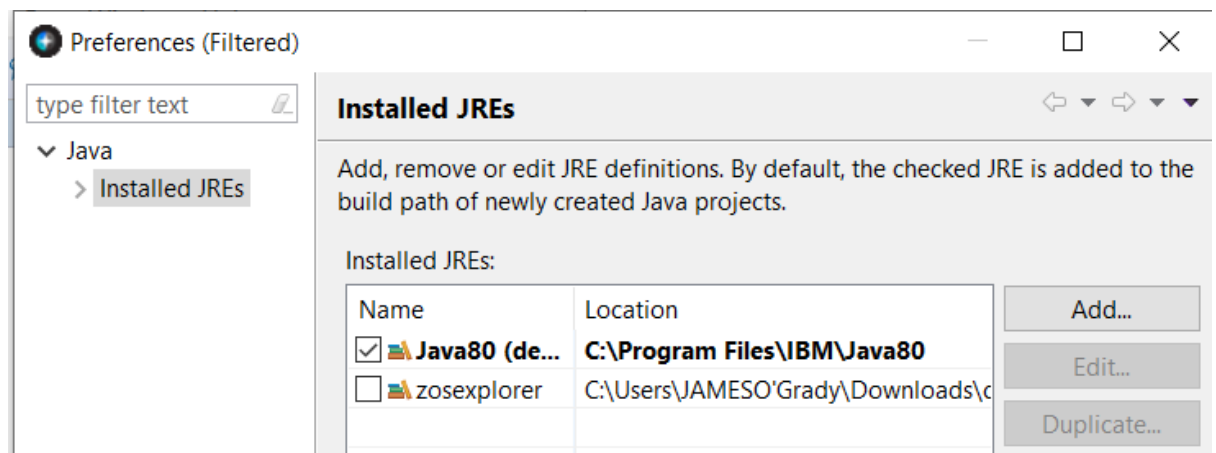 Preferences (Filtered)
type filter text
Java
Installed JREs
Installed JREs
Add, remove or edit JRE definitions. By default, the checked JRE is added to the
build path of newly created Java projects.
Installed JREs:
Name Location
Java80 (de... C:\Program Files\IBM\Java80
zosexplorer C:\Users\JAMESO'Grady\Downloads\c
Add...
Edit...
Duplicate...